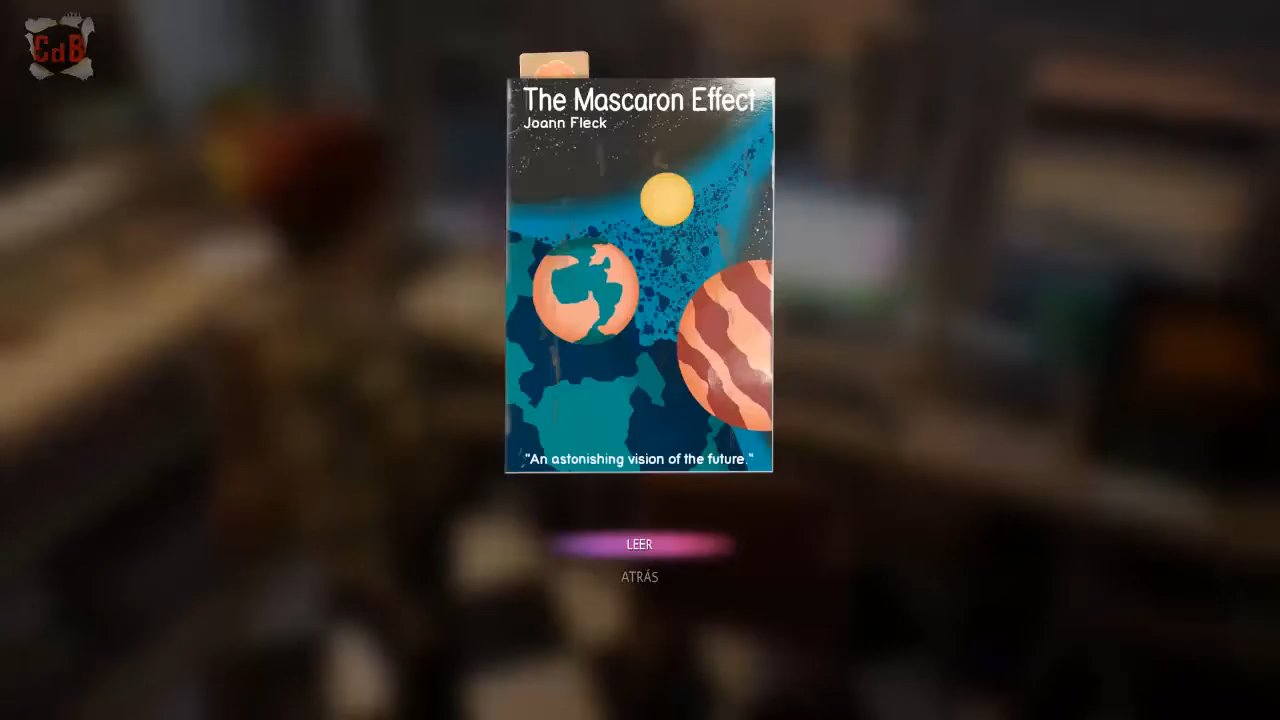 CdB
The Mascaron Effect
Joann Fleck
"An astonishing vision of the future."
LEER
ATRÁS